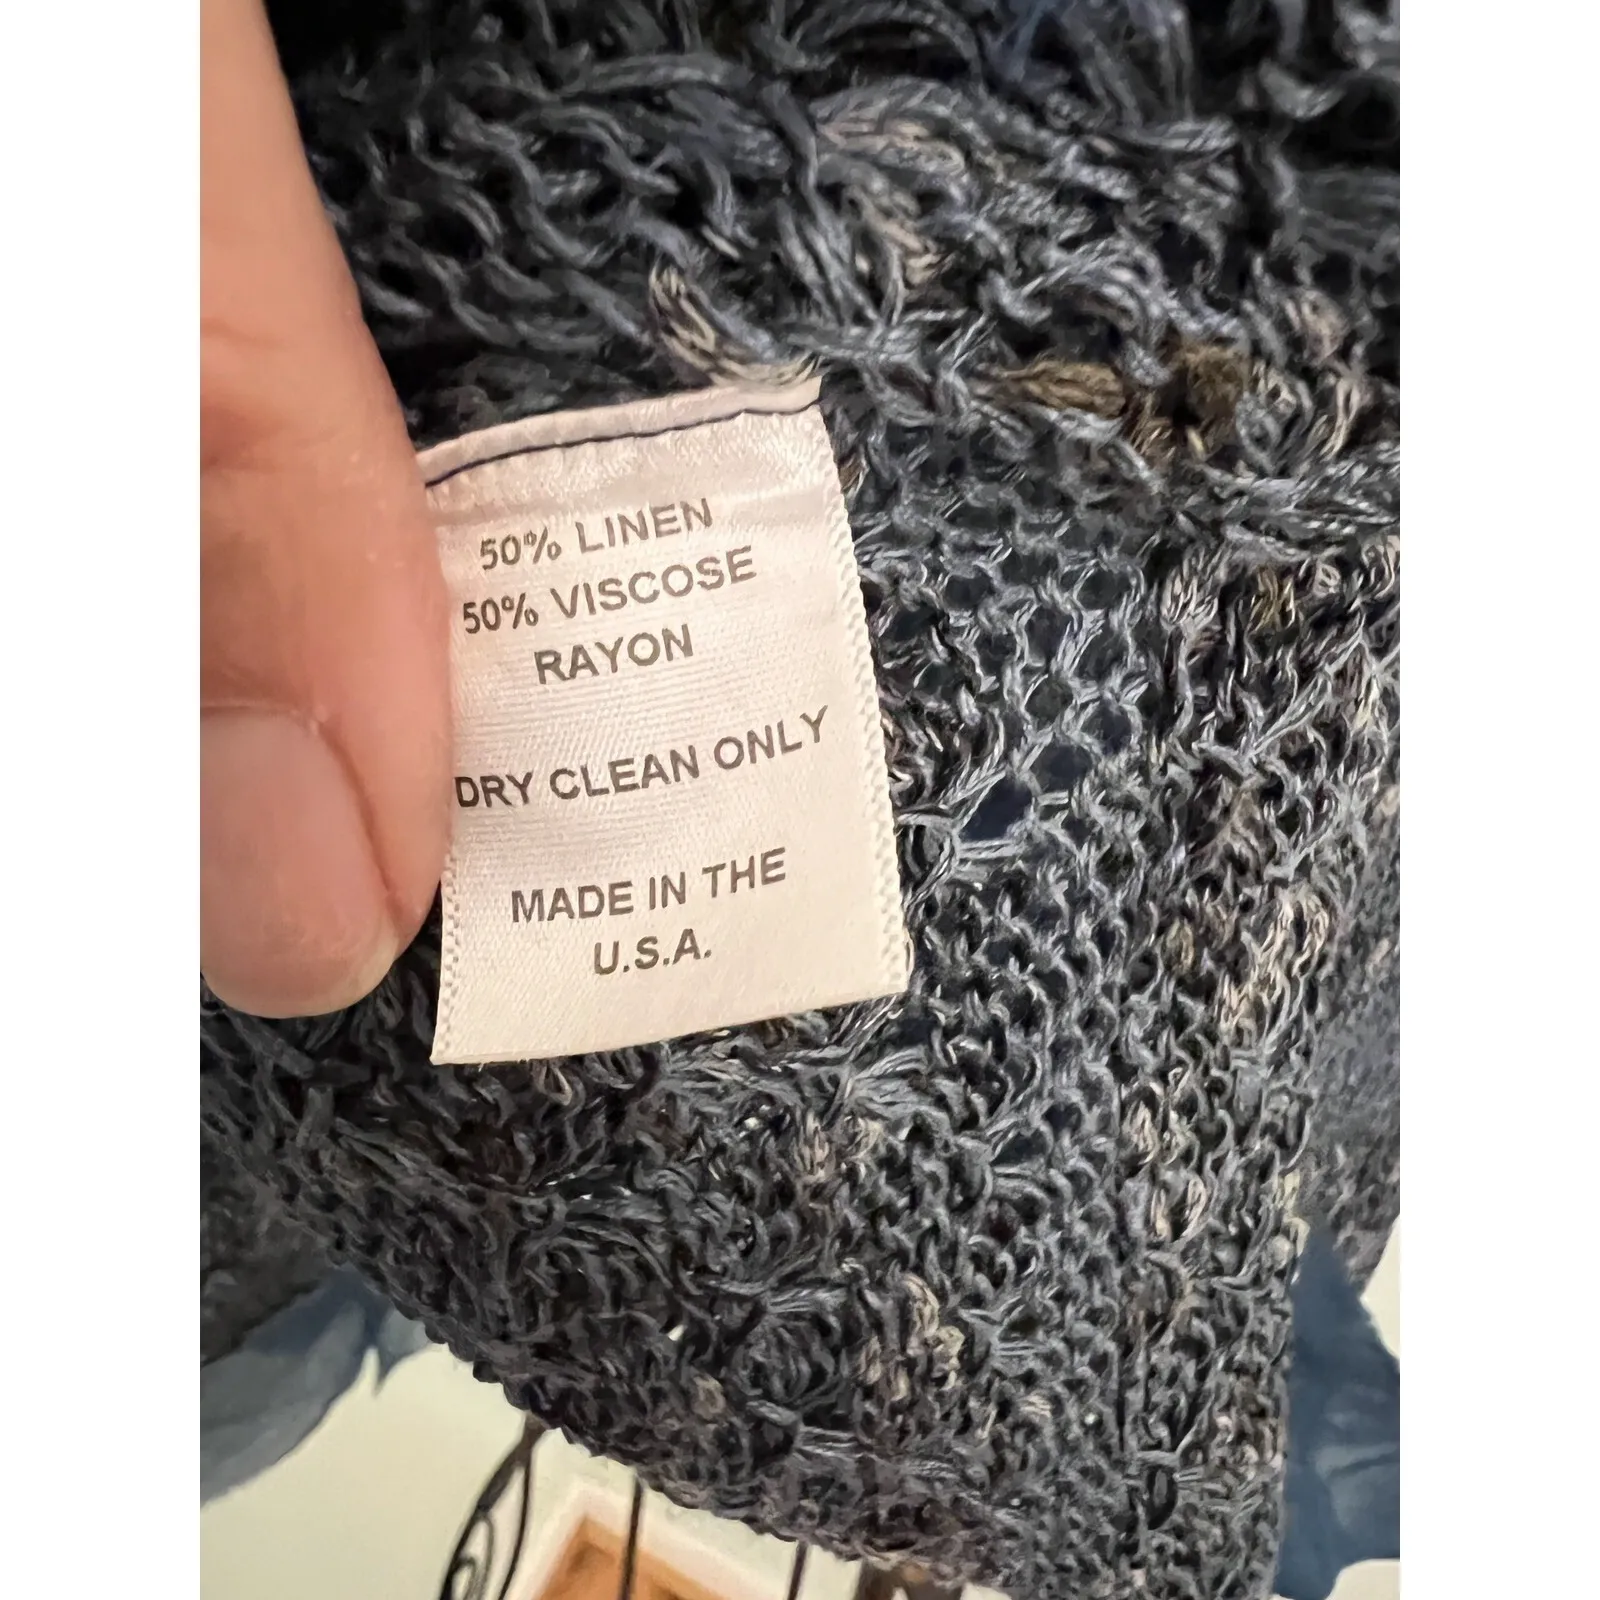 50% LINEN
50% VISCOSE
RAYON
DRY CLEAN ONLY
MADE IN THE
U.S.A.